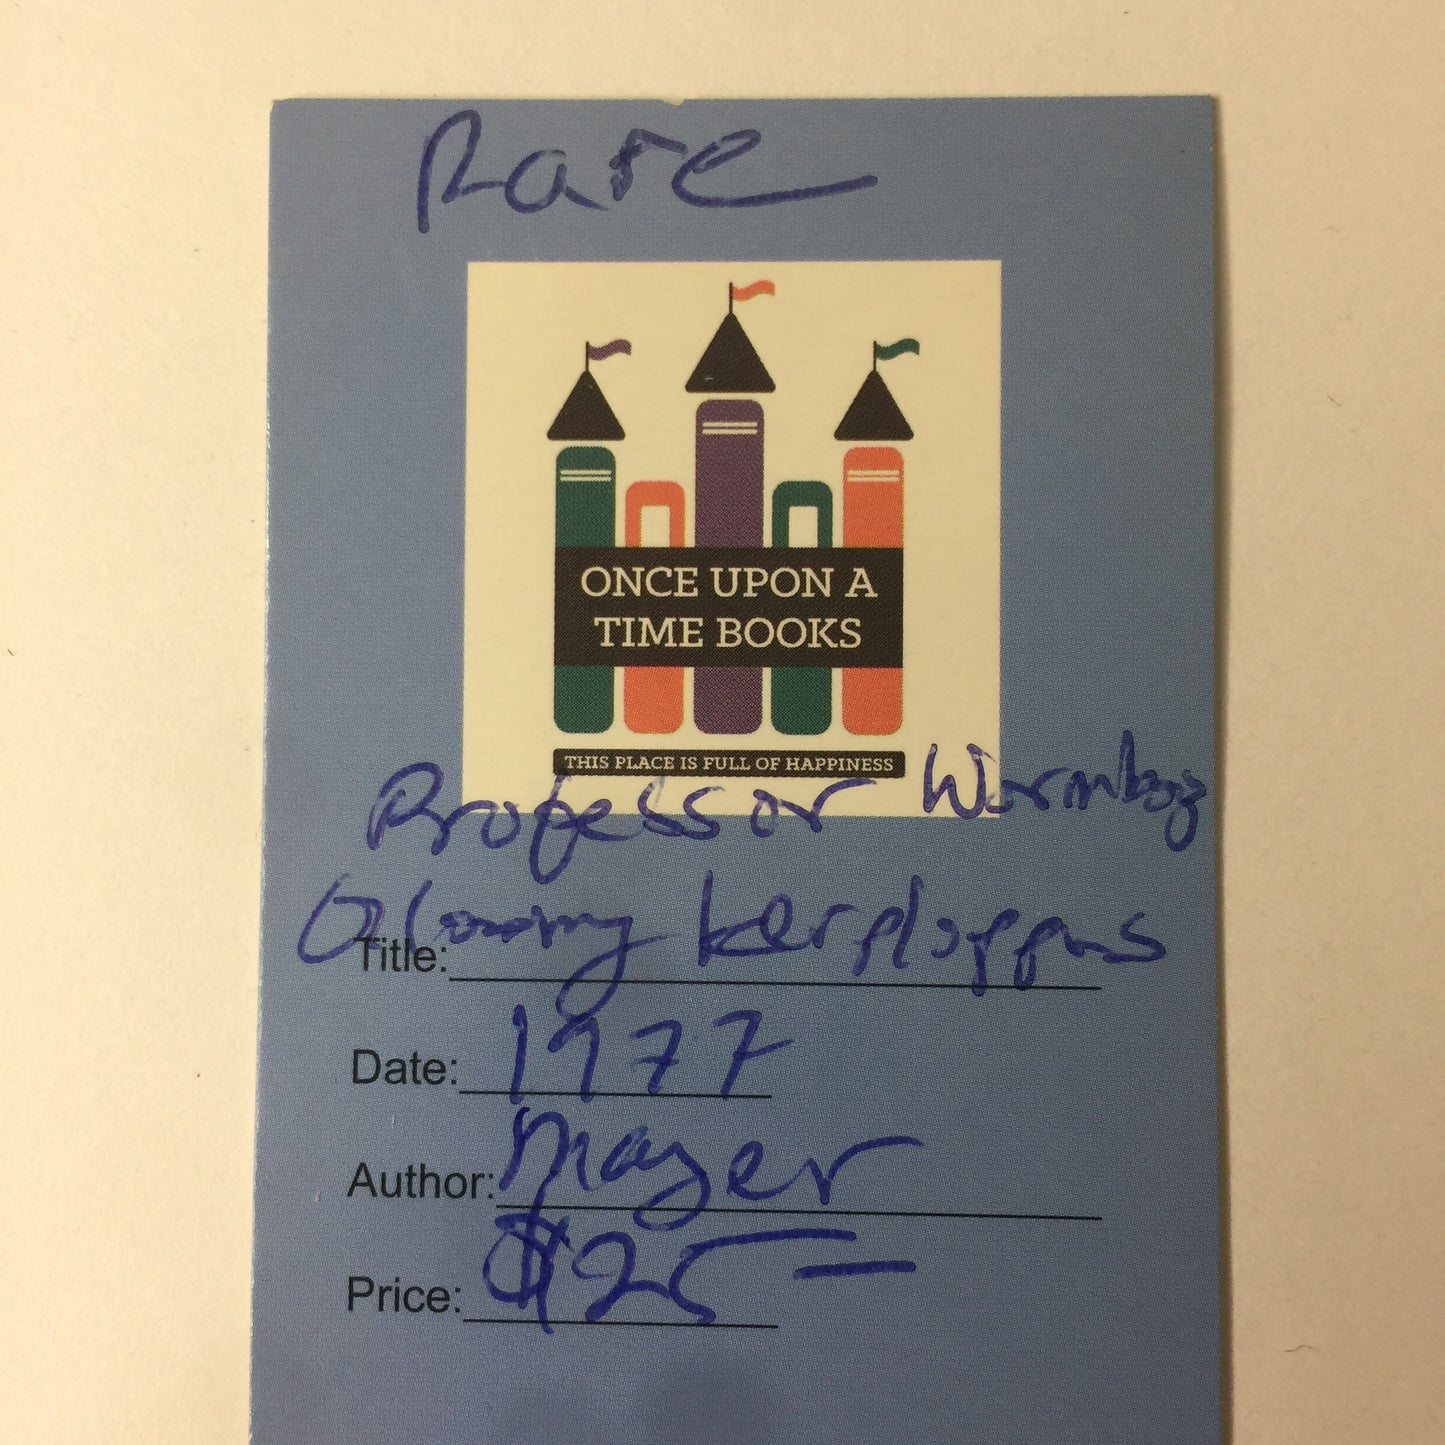 Rare
ONCE UPON A
TIME BOOKS
THIS PLACE IS FULL OF HAPPINESS
Professor Wormbog
Title: Gloomy Kerploppus
Date: 1977
Author: Mayer
Price: $25-